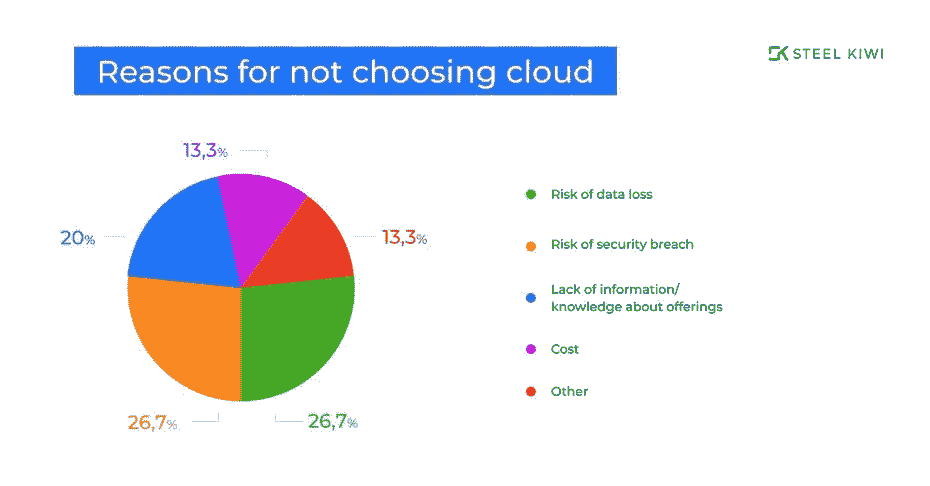 Reasons for not choosing cloud
STEEL KIWI
13,3%
20%
13,3%
26,7%
26,7%
Risk of data loss
Risk of security breach
Lack of information/
knowledge about offerings
Cost
Other